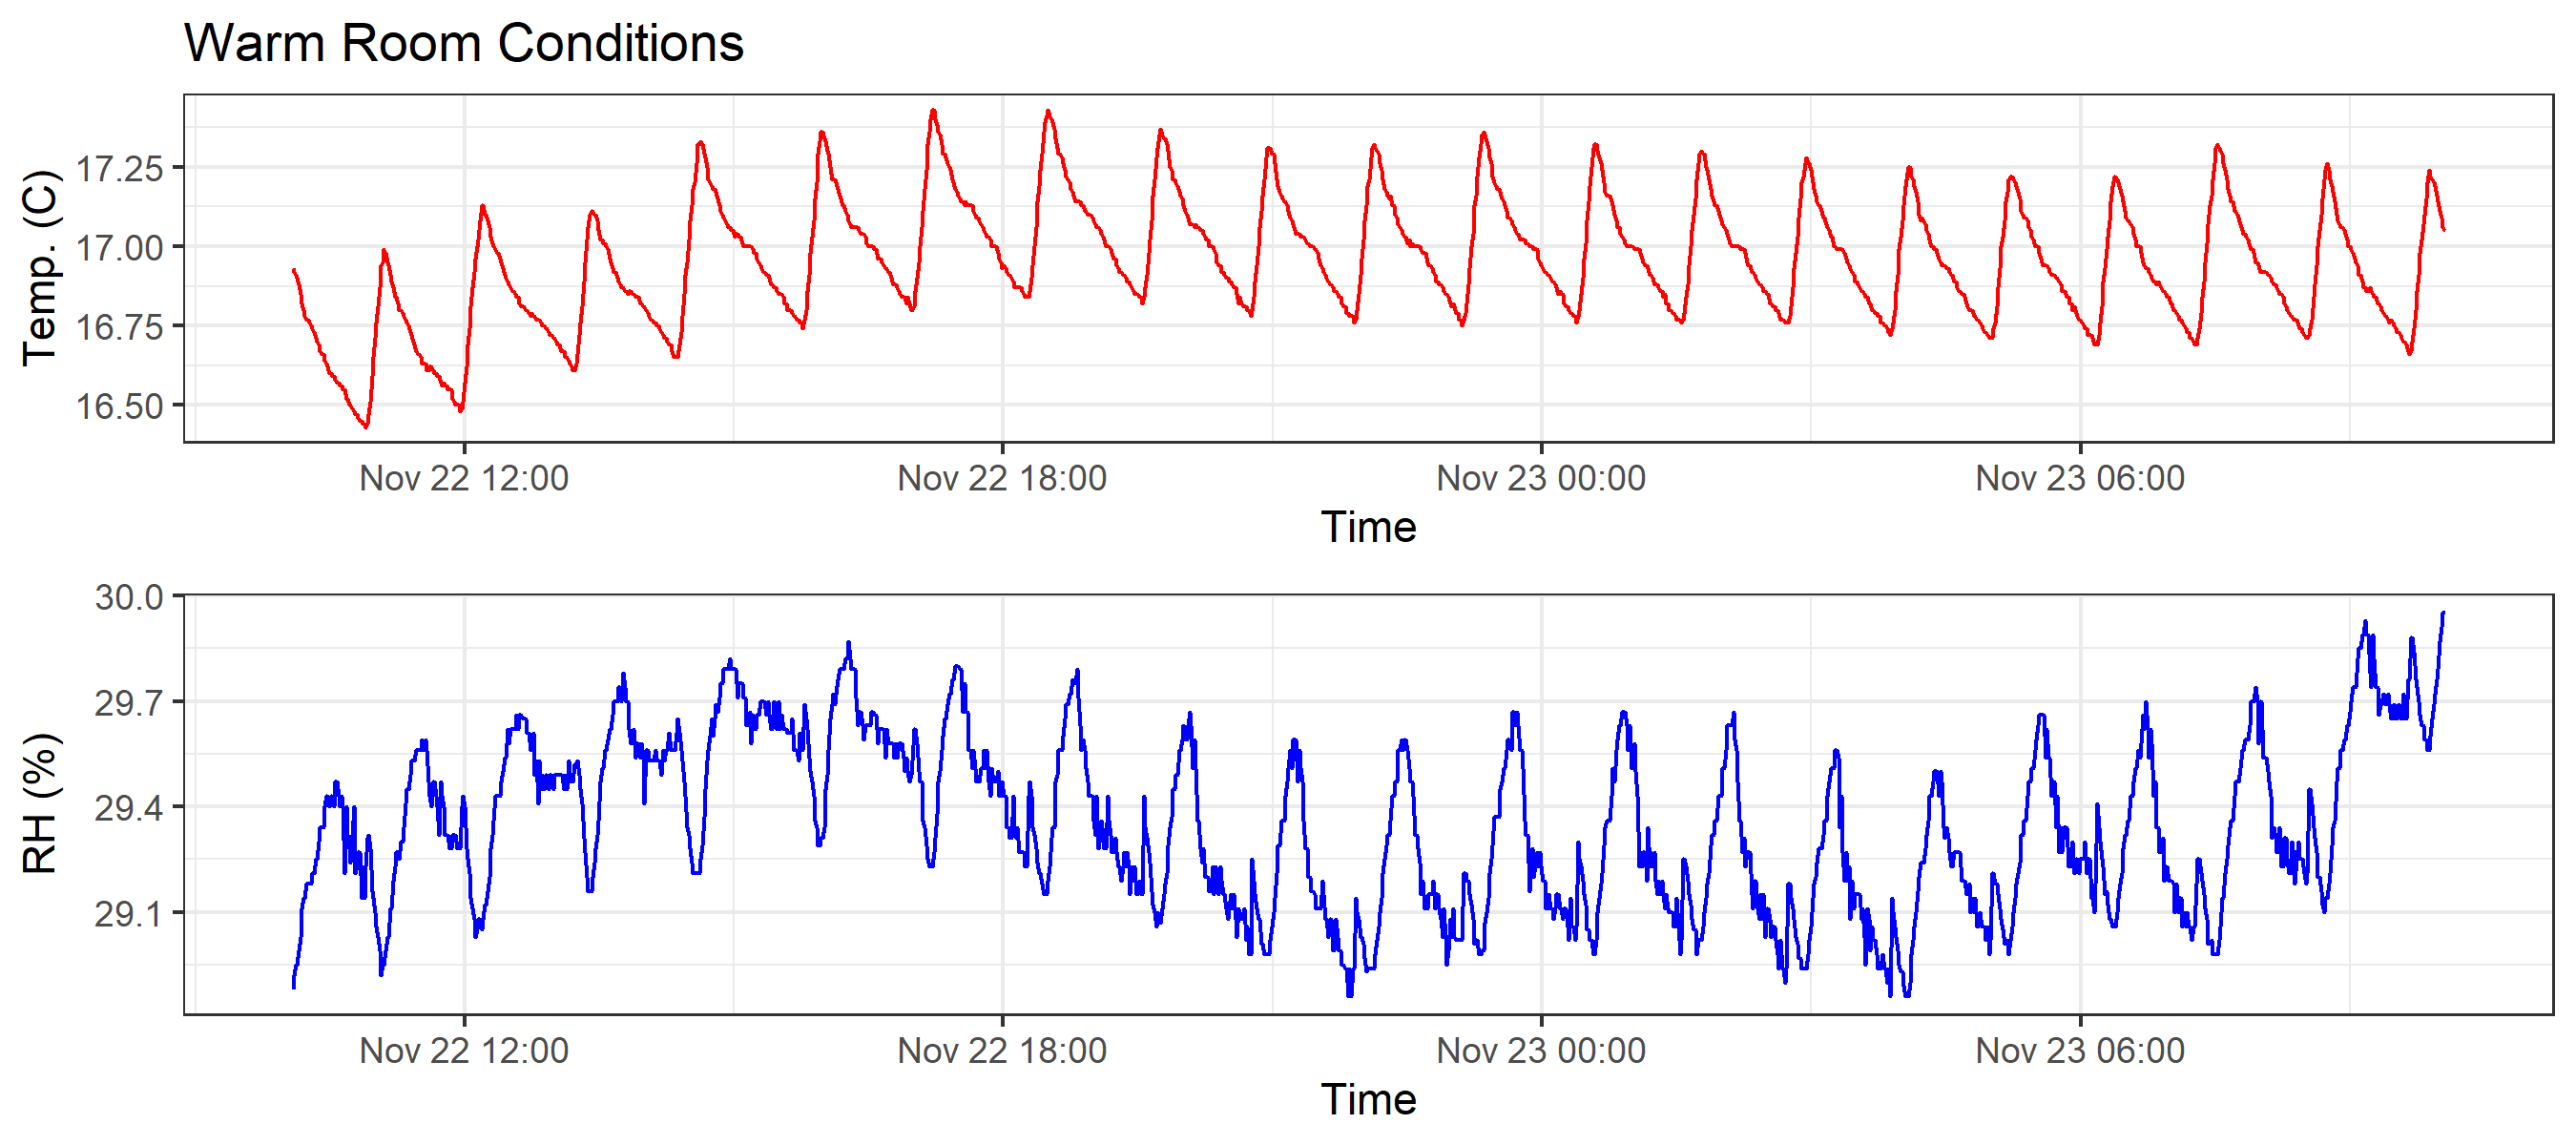 Warm Room Conditions
Temp. (C)
17.25
17.00
16.75
16.50
Nov 22 12:00 Nov 22 18:00 Nov 23 00:00 Nov 23 06:00
Time
RH (%)
30.0
29.7
29.4
29.1
Nov 22 12:00 Nov 22 18:00 Nov 23 00:00 Nov 23 06:00
Time